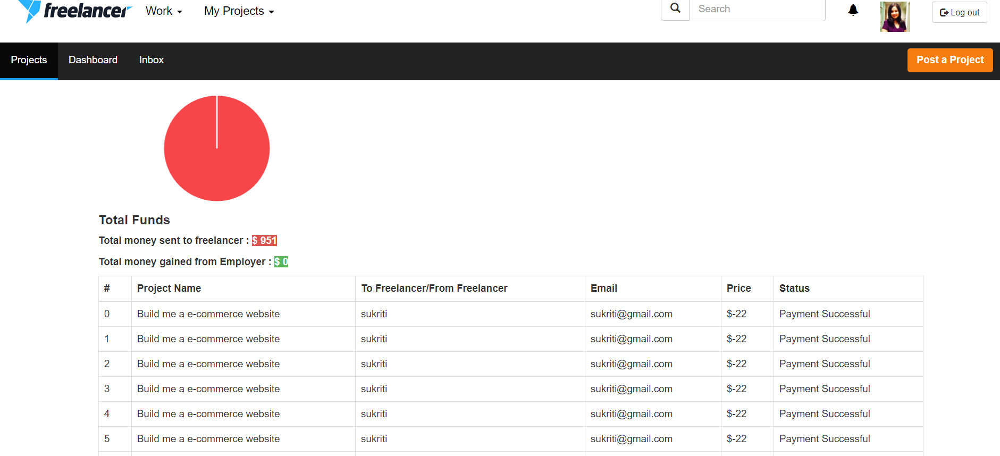 freelancer Work My Projects Search Log out
Projects Dashboard Inbox Post a Project
Total Funds
Total money sent to freelancer : $ 951
Total money gained from Employer : $ 0
# Project Name To Freelancer/From Freelancer Email Price Status
0 Build me a e-commerce website sukriti sukriti@gmail.com $-22 Payment Successful
1 Build me a e-commerce website sukriti sukriti@gmail.com $-22 Payment Successful
2 Build me a e-commerce website sukriti sukriti@gmail.com $-22 Payment Successful
3 Build me a e-commerce website sukriti sukriti@gmail.com $-22 Payment Successful
4 Build me a e-commerce website sukriti sukriti@gmail.com $-22 Payment Successful
5 Build me a e-commerce website sukriti sukriti@gmail.com $-22 Payment Successful